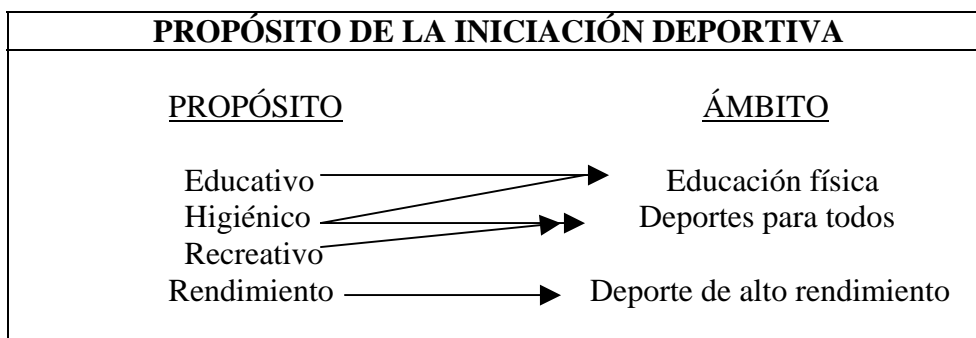 PROPÓSITO DE LA INICIACIÓN DEPORTIVA
PROPÓSITO ÁMBITO
Educativo Educación física
Higiénico Deportes para todos
Recreativo
Rendimiento Deporte de alto rendimiento